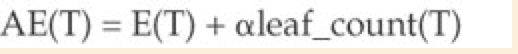 AE(T) = E(T) + αleaf_count(T)